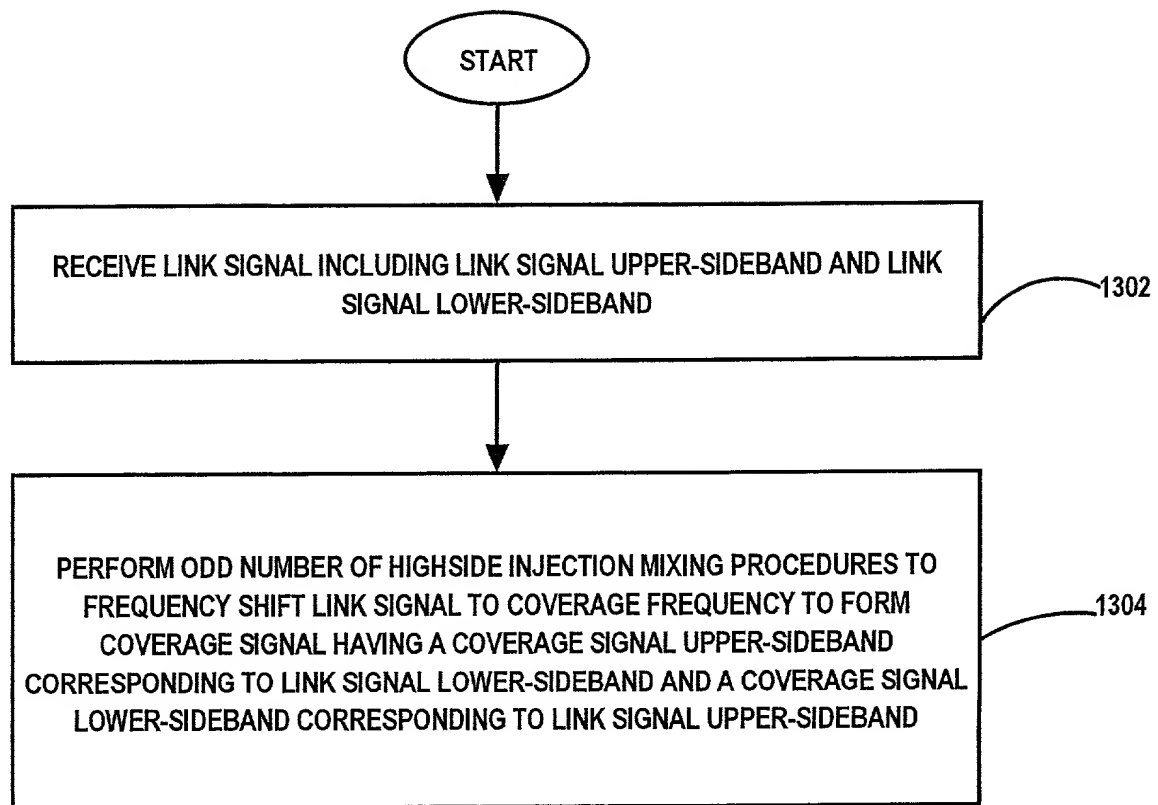 START
RECEIVE LINK SIGNAL INCLUDING LINK SIGNAL UPPER-SIDEBAND AND LINK
SIGNAL LOWER-SIDEBAND
1302
PERFORM ODD NUMBER OF HIGHSIDE INJECTION MIXING PROCEDURES TO
FREQUENCY SHIFT LINK SIGNAL TO COVERAGE FREQUENCY TO FORM
COVERAGE SIGNAL HAVING A COVERAGE SIGNAL UPPER-SIDEBAND
CORRESPONDING TO LINK SIGNAL LOWER-SIDEBAND AND A COVERAGE SIGNAL
LOWER-SIDEBAND CORRESPONDING TO LINK SIGNAL UPPER-SIDEBAND
1304